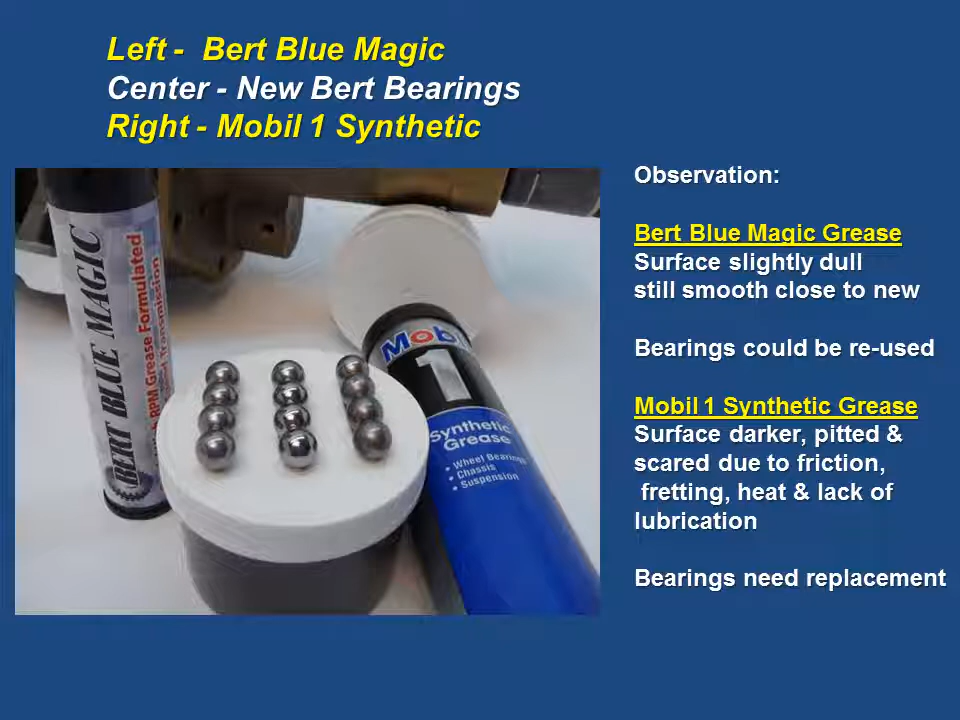 Left - Bert Blue Magic
Center - New Bert Bearings
Right - Mobil 1 Synthetic
Observation:
Bert Blue Magic Grease
Surface slightly dull
still smooth close to new
Bearings could be re-used
Mobil 1 Synthetic Grease
Surface darker, pitted &
scared due to friction,
fretting, heat & lack of
lubrication
Bearings need replacement
BERT BLUE MAGIC
RPM Grease Formulated
Transmission
Mobil
1
Synthetic
Grease
• Wheel Bearings
• Chassis
• Suspension